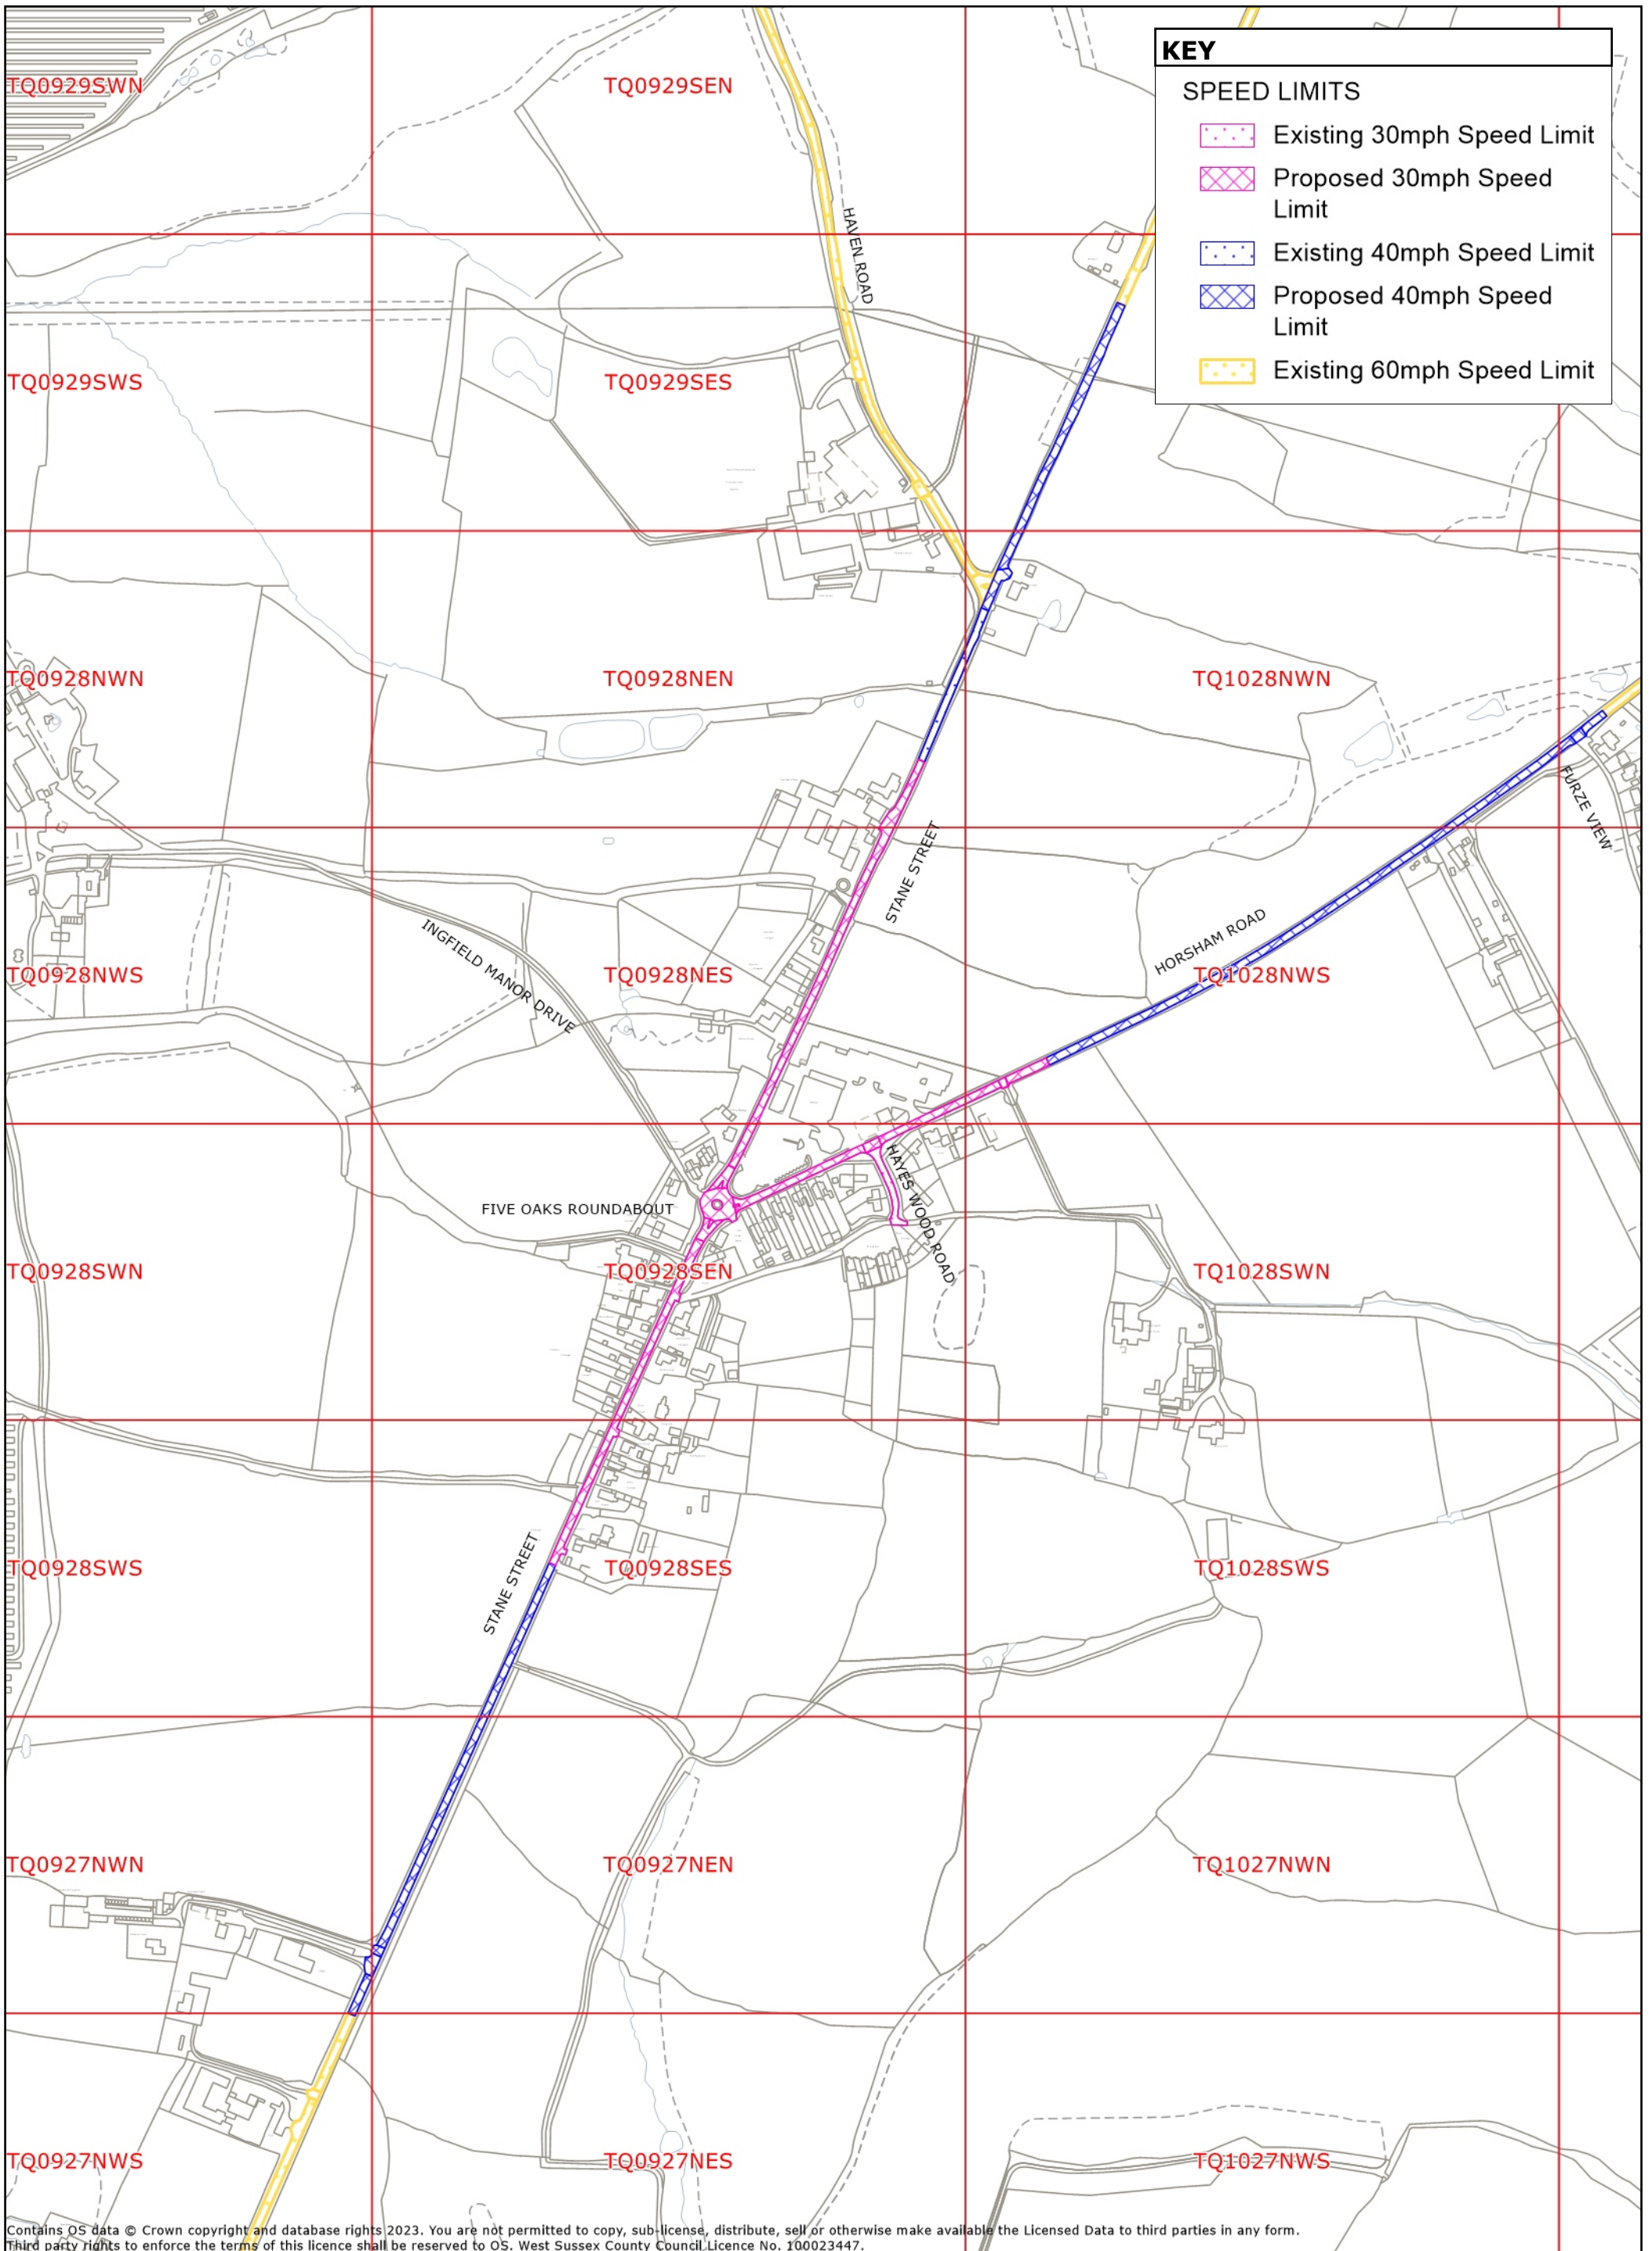 KEY
SPEED LIMITS
Existing 30mph Speed Limit
Proposed 30mph Speed
Limit
Existing 40mph Speed Limit
Proposed 40mph Speed
Limit
Existing 60mph Speed Limit
TQ0929SWN
TQ0929SEN
HAVEN ROAD
TQ0929SWS
TQ0929SES
TQ0928NWN
TQ0928NEN
TQ1028NWN
FURZE VIEW
STANE STREET
HORSHAM ROAD
INGFIELD MANOR DRIVE
TQ0928NWS
TQ0928NES
TQ1028NWS
HAYES WOOD ROAD
FIVE OAKS ROUNDABOUT
TQ0928SWN
TQ0928SEN
TQ1028SWN
STANE STREET
TQ0928SWS
TQ0928SES
TQ1028SWS
TQ0927NWN
TQ0927NEN
TQ1027NWN
TQ0927NWS
TQ0927NES
TQ1027NWS
Contains OS data © Crown copyright and database rights 2023. You are not permitted to copy, sub-license, distribute, sell or otherwise make available the Licensed Data to third parties in any form.
Third party rights to enforce the terms of this licence shall be reserved to OS. West Sussex County Council Licence No. 100023447.